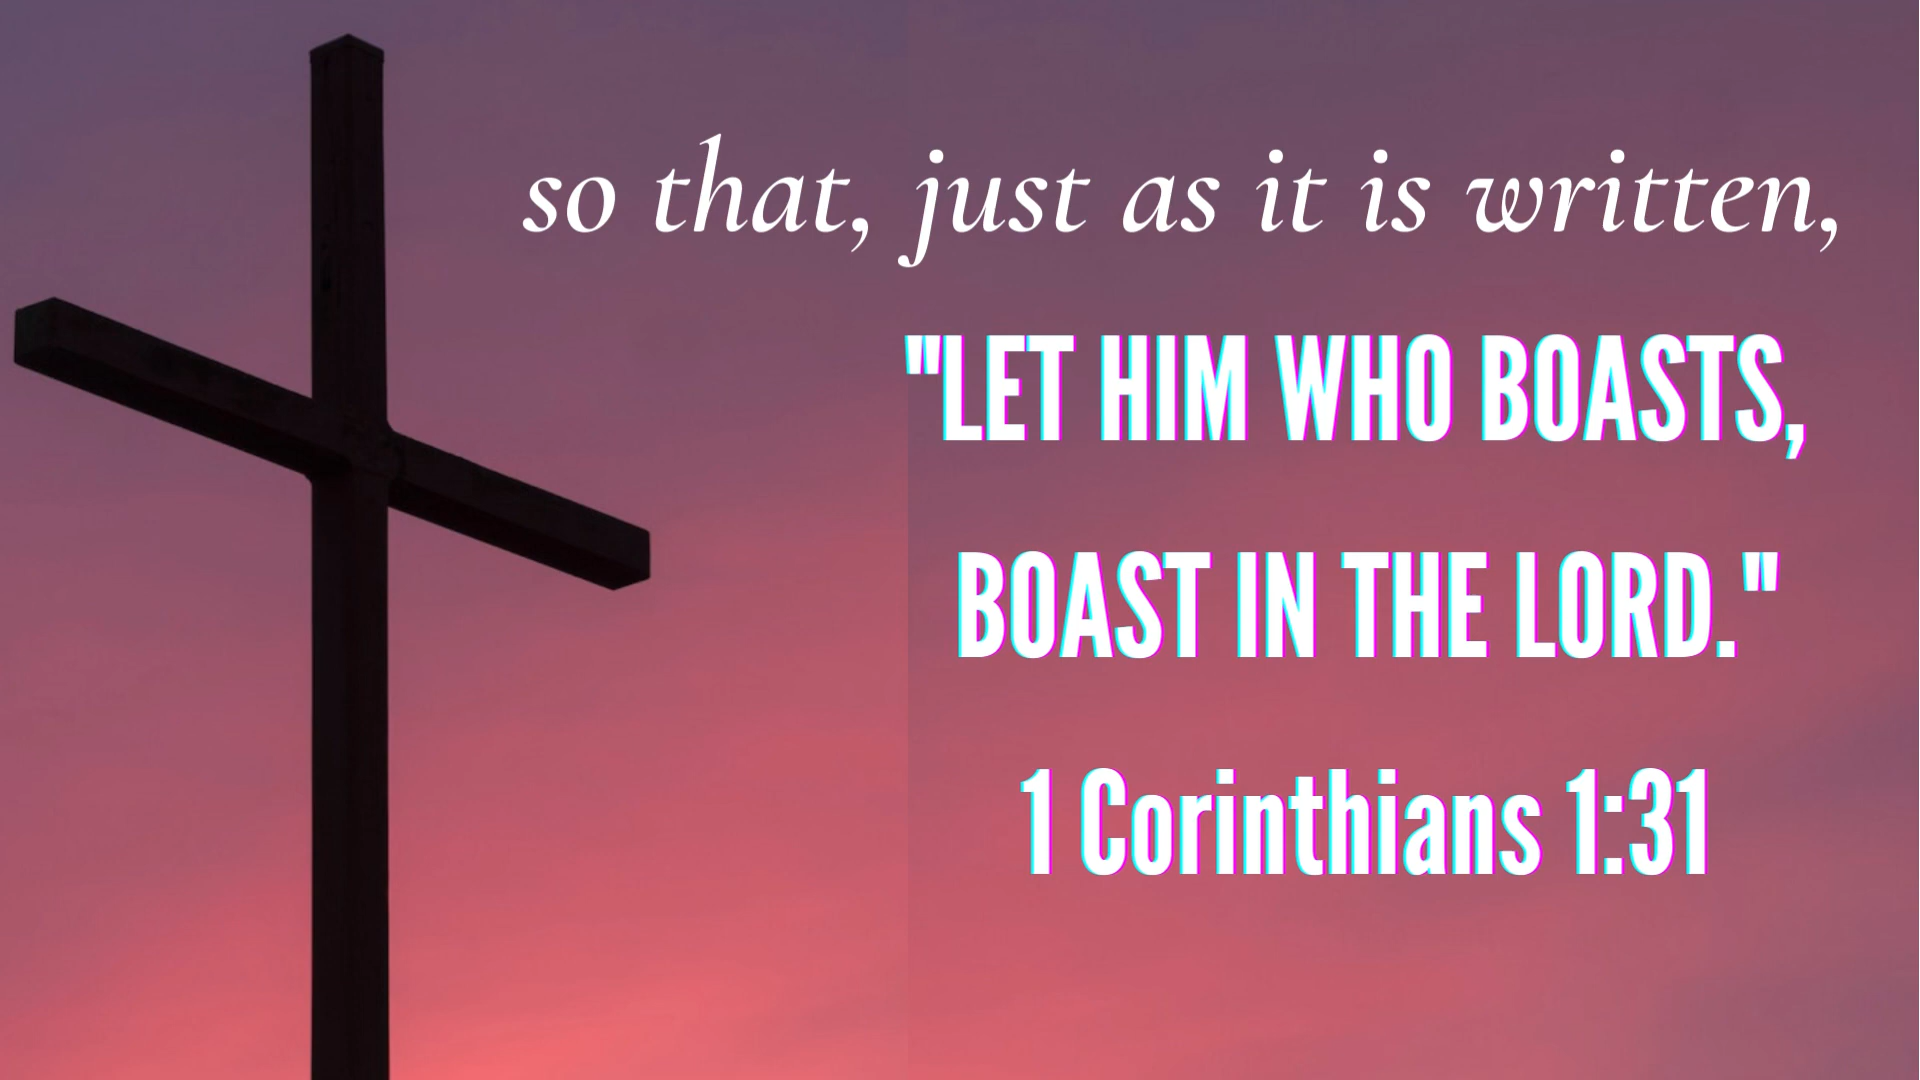 so that, just as it is written,
"LET HIM WHO BOASTS,
BOAST IN THE LORD."
1 Corinthians 1:31